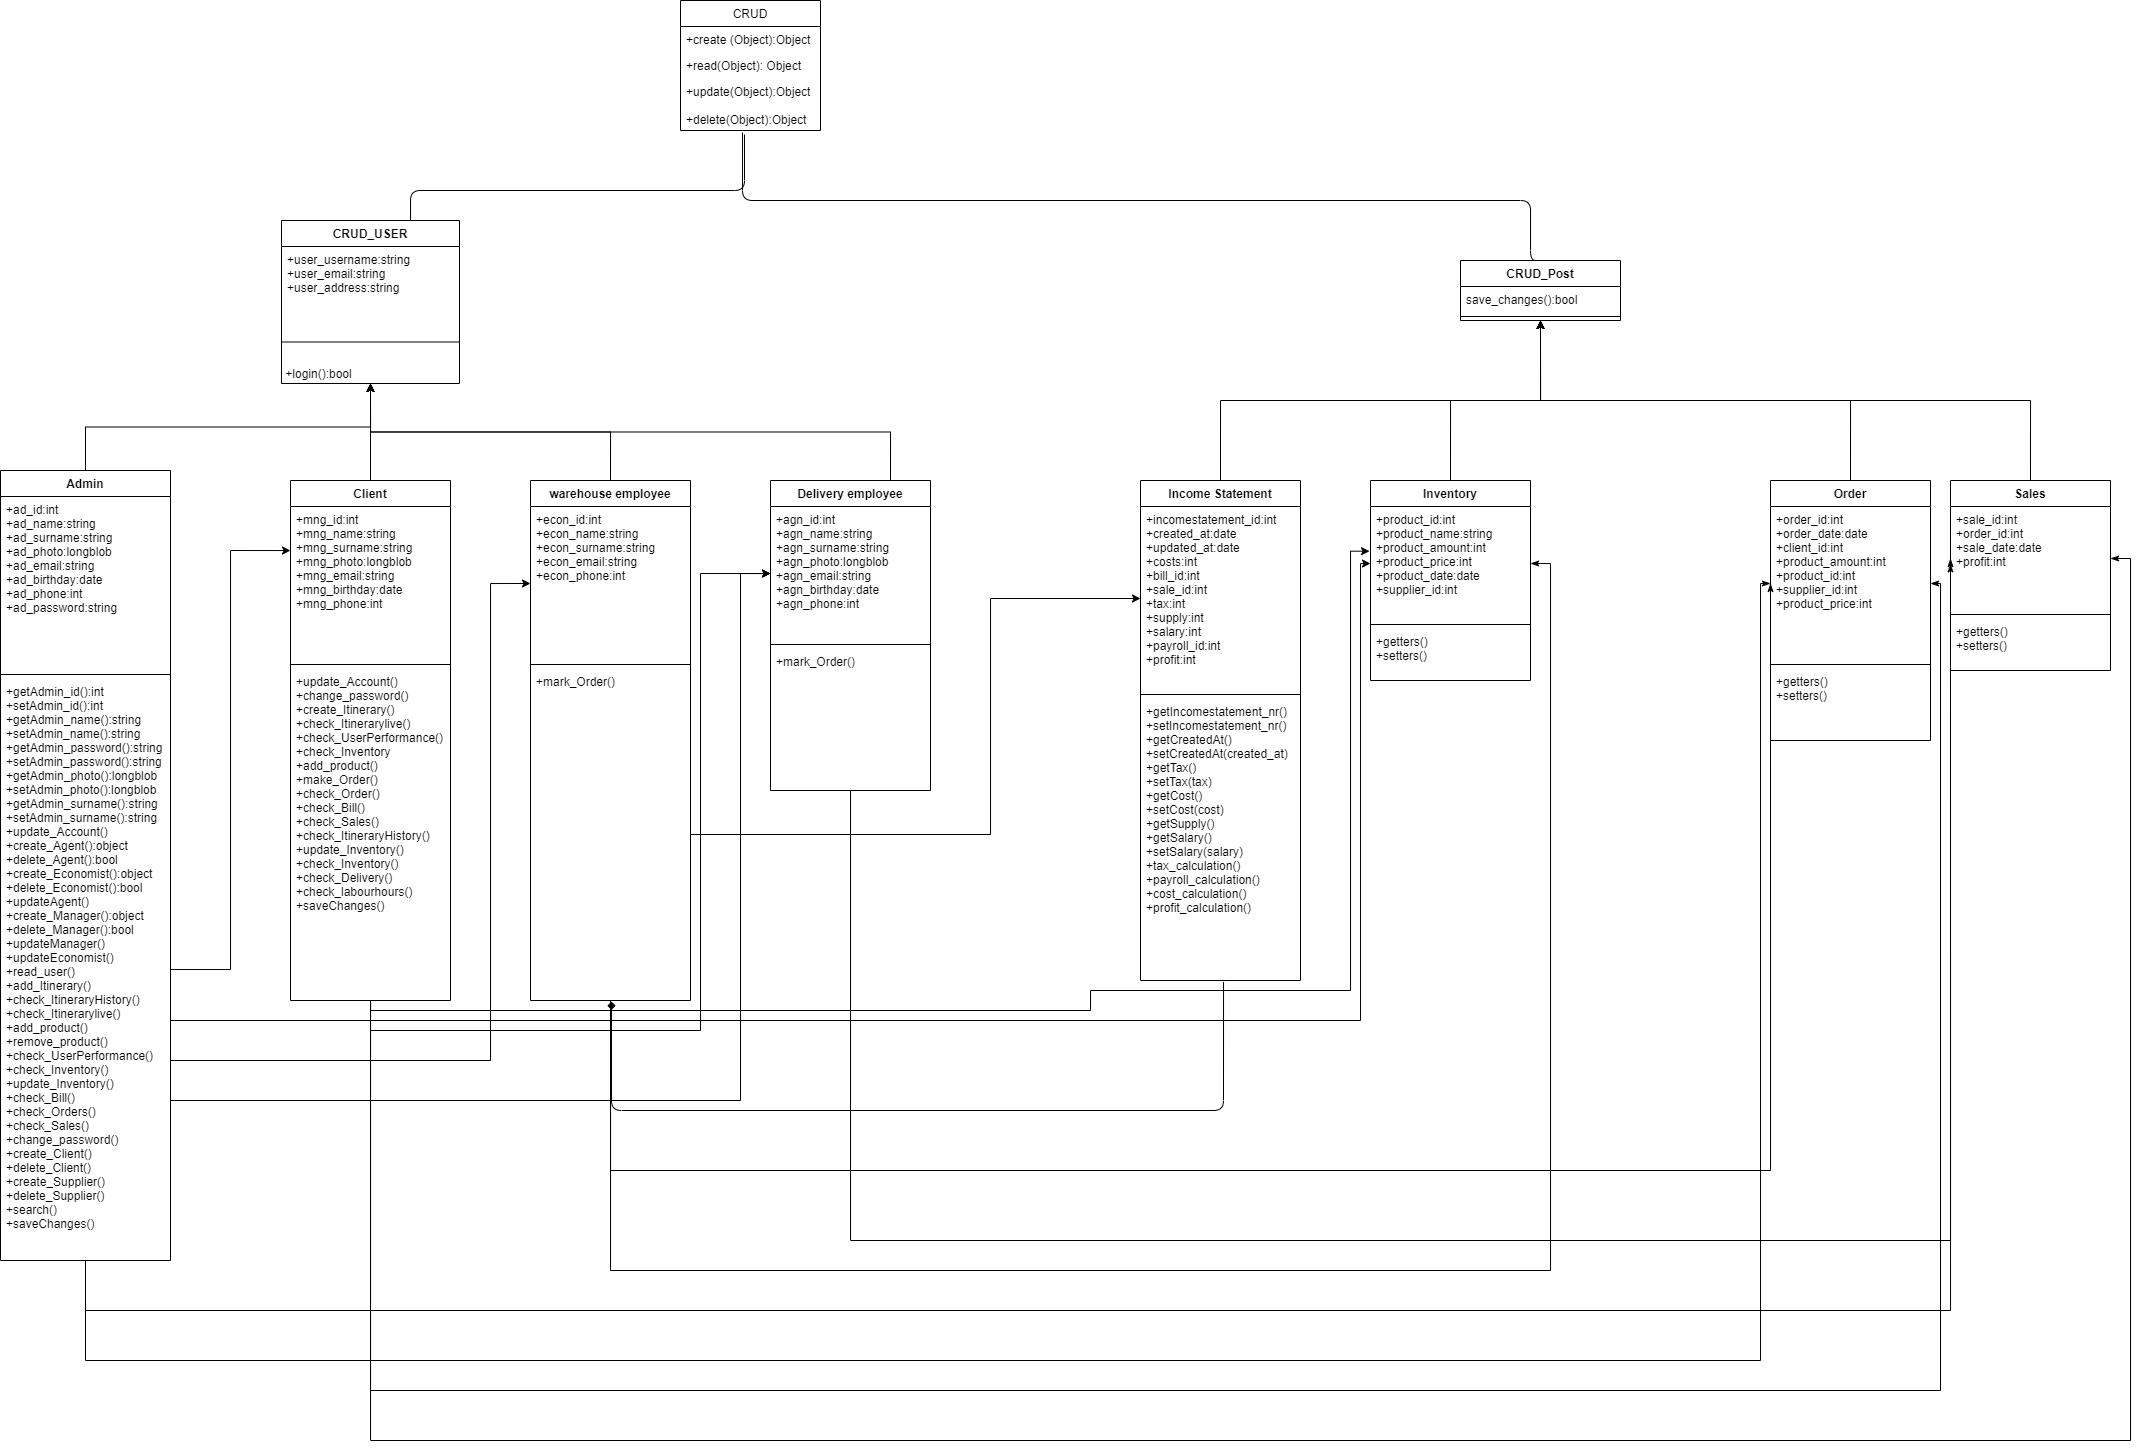 CRUD
+create (Object):Object
+read(Object): Object
+update(Object):Object
+delete(Object):Object
CRUD_USER
+user_username:string
+user_email:string
+user_address:string
+login():bool
CRUD_Post
save_changes():bool
Admin
+ad_id:int
+ad_name:string
+ad_surname:string
+ad_photo:longblob
+ad_email:string
+ad_birthday:date
+ad_phone:int
+ad_password:string
+getAdmin_id():int
+setAdmin_id():int
+getAdmin_name():string
+setAdmin_name():string
+getAdmin_password():string
+setAdmin_password():string
+getAdmin_photo():longblob
+setAdmin_photo():longblob
+getAdmin_surname():string
+setAdmin_surname():string
+update_Account()
+create_Agent():object
+delete_Agent():bool
+create_Economist():object
+delete_Economist():bool
+updateAgent()
+create_Manager():object
+delete_Manager():bool
+updateManager()
+updateEconomist()
+read_user()
+add_Itinerary()
+check_ItineraryHistory()
+check_Itinerarylive()
+add_product()
+remove_product()
+check_UserPerformance()
+check_Inventory()
+update_Inventory()
+check_Bill()
+check_Orders()
+check_Sales()
+change_password()
+create_Client()
+delete_Client()
+create_Supplier()
+delete_Supplier()
+search()
+saveChanges()
Client
+mng_id:int
+mng_name:string
+mng_surname:string
+mng_photo:longblob
+mng_email:string
+mng_birthday:date
+mng_phone:int
+update_Account()
+change_password()
+create_Itinerary()
+check_Itinerarylive()
+check_UserPerformance()
+check_Inventory
+add_product()
+make_Order()
+check_Order()
+check_Bill()
+check_Sales()
+check_ItineraryHistory()
+update_Inventory()
+check_Inventory()
+check_Delivery()
+check_labourhours()
+saveChanges()
warehouse employee
+econ_id:int
+econ_name:string
+econ_surname:string
+econ_email:string
+econ_phone:int
+mark_Order()
Delivery employee
+agn_id:int
+agn_name:string
+agn_surname:string
+agn_photo:longblob
+agn_email:string
+agn_birthday:date
+agn_phone:int
+mark_Order()
Income Statement
+incomestatement_id:int
+created_at:date
+updated_at:date
+costs:int
+bill_id:int
+sale_id:int
+tax:int
+supply:int
+salary:int
+payroll_id:int
+profit:int
+getIncomestatement_nr()
+setIncomestatement_nr()
+getCreatedAt()
+setCreatedAt(created_at)
+getTax()
+setTax(tax)
+getCost()
+setCost(cost)
+getSupply()
+getSalary()
+setSalary(salary)
+tax_calculation()
+payroll_calculation()
+cost_calculation()
+profit_calculation()
Inventory
+product_id:int
+product_name:string
+product_amount:int
+product_price:int
+product_date:date
+supplier_id:int
+getters()
+setters()
Order
+order_id:int
+order_date:date
+client_id:int
+product_amount:int
+product_id:int
+supplier_id:int
+product_price:int
+getters()
+setters()
Sales
+sale_id:int
+order_id:int
+sale_date:date
+profit:int
+getters()
+setters()